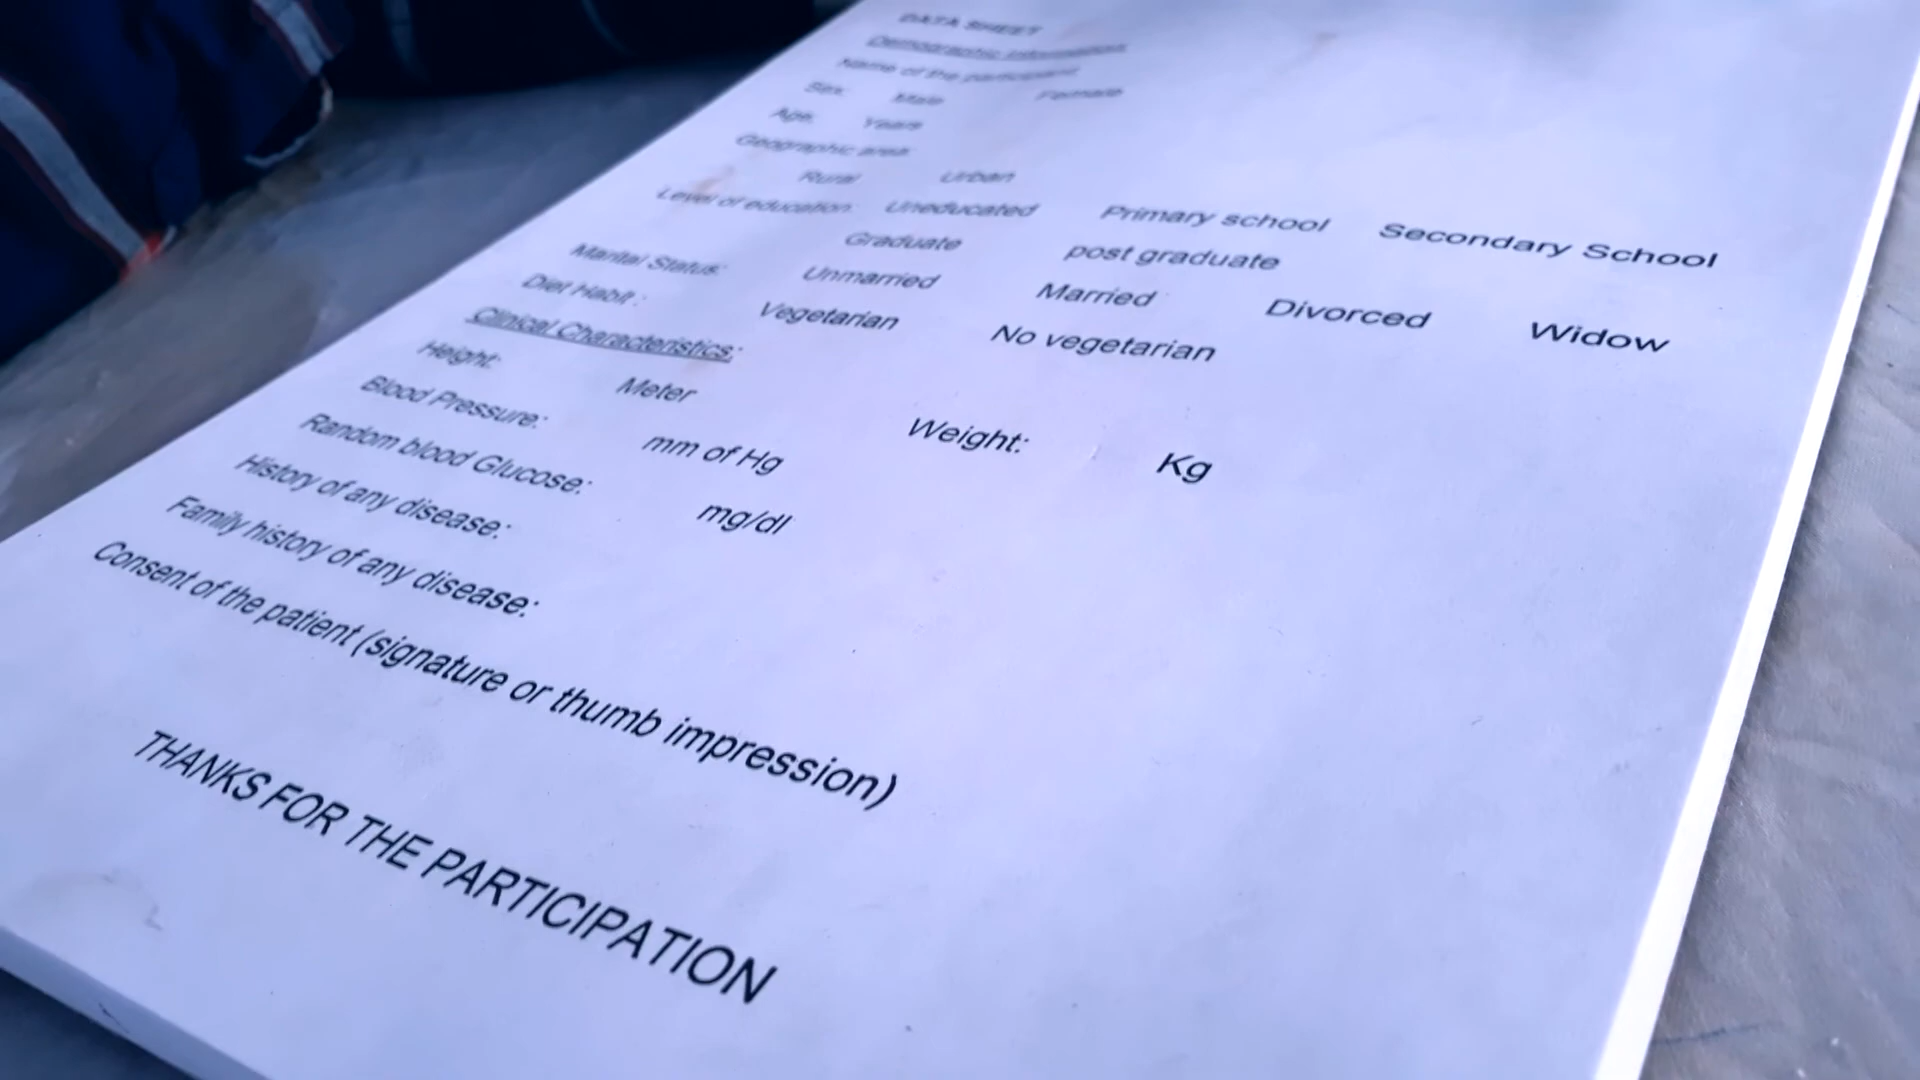 DATA SHEET
Demographic Information:
Name of the participant:
Sex: Male Female
Age: Years
Geographic area:
Rural Urban
Level of education: Uneducated Primary school Secondary School
Graduate post graduate
Marital Status: Unmarried Married Divorced Widow
Diet Habit : Vegetarian No vegetarian
Clinical Characteristics:
Height: Meter Weight: Kg
Blood Pressure: mm of Hg
Random blood Glucose: mg/dl
History of any disease:
Family history of any disease:
Consent of the patient (signature or thumb impression)
THANKS FOR THE PARTICIPATION